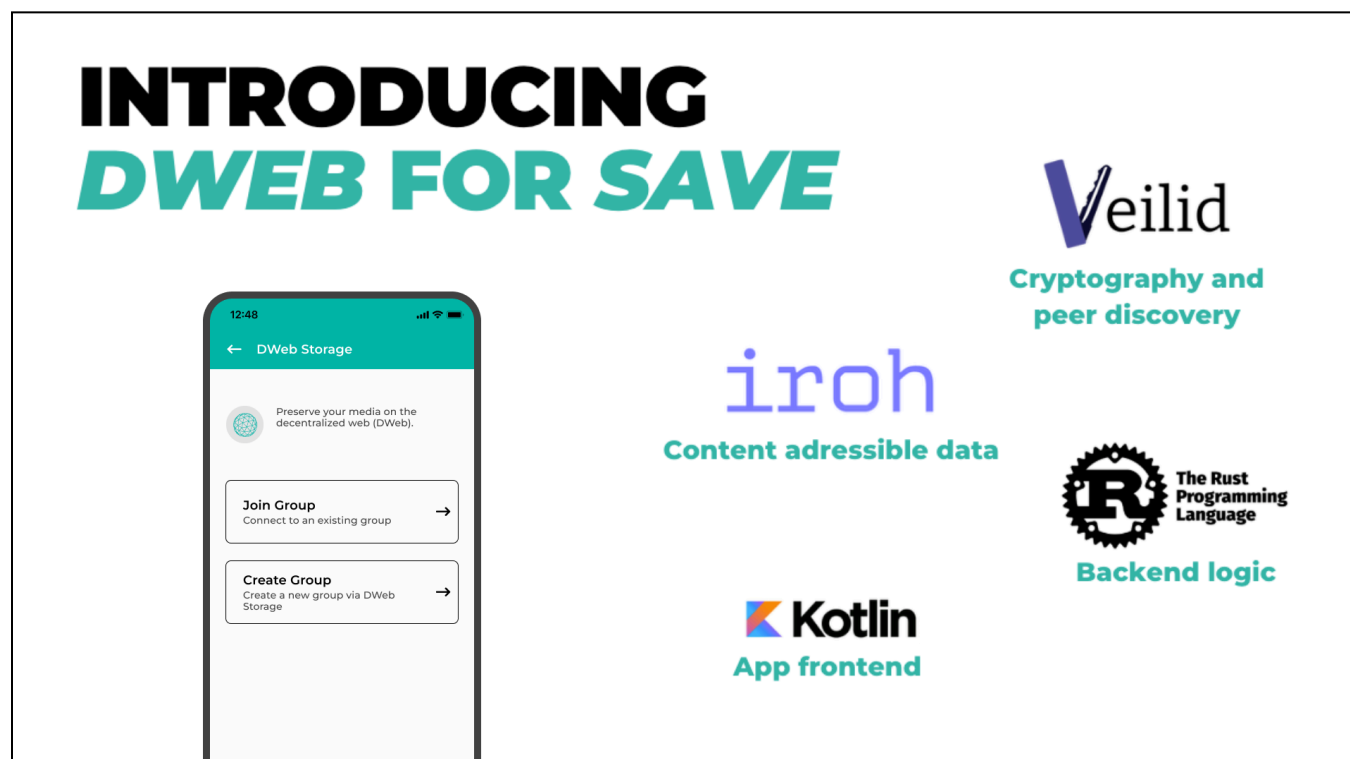 INTRODUCING
DWEB FOR SAVE
12:48
DWeb Storage
Preserve your media on the
decentralized web (DWeb).
Join Group
Connect to an existing group
Create Group
Create a new group via DWeb
Storage
Veilid
Cryptography and
peer discovery
iroh
Content adressible data
R
The Rust
Programming
Language
Backend logic
Kotlin
App frontend